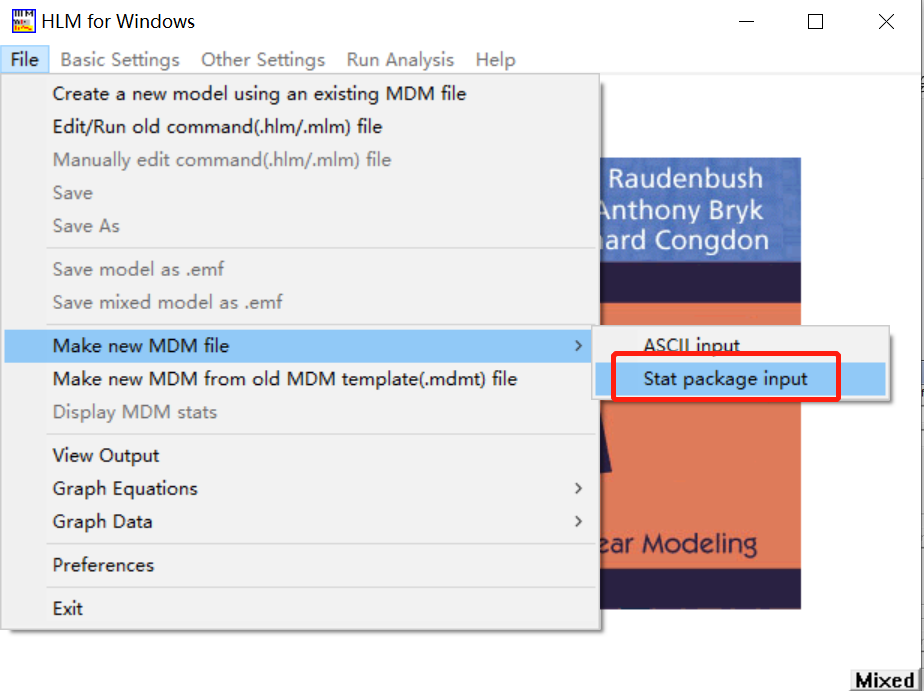 HLM for Windows
File Basic Settings Other Settings Run Analysis Help
Create a new model using an existing MDM file
Edit/Run old command(.hlm/.mlm) file
Manually edit command(.hlm/.mlm) file
Save
Save As
Save model as .emf
Save mixed model as .emf
Make new MDM file
Make new MDM from old MDM template(.mdmt) file
Display MDM stats
View Output
Graph Equations
Graph Data
Preferences
Exit
ASCII input
Stat package input
Raudenbush
Anthony Bryk
ard Congdon
ear Modeling
Mixed